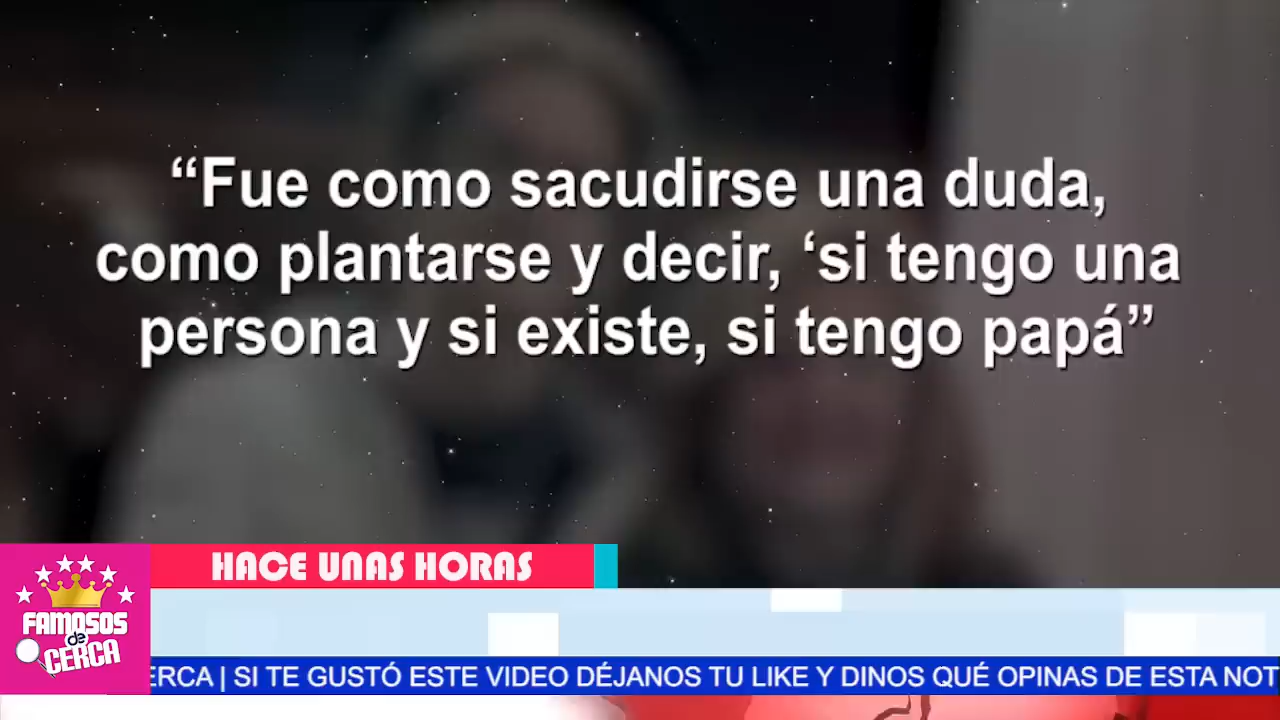 “Fue como sacudirse una duda,
como plantarse y decir, ‘si tengo una
persona y si existe, si tengo papá”
HACE UNAS HORAS
FAMOSOS
de
CERCA
ERCA | SI TE GUSTÓ ESTE VIDEO DÉJANOS TU LIKE Y DINOS QUÉ OPINAS DE ESTA NOT